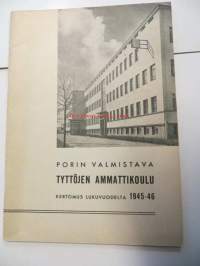 PORIN VALMISTAVA
TYTTÖJEN AMMATTIKOULU
KERTOMUS LUKUVUODELTA 1945-46